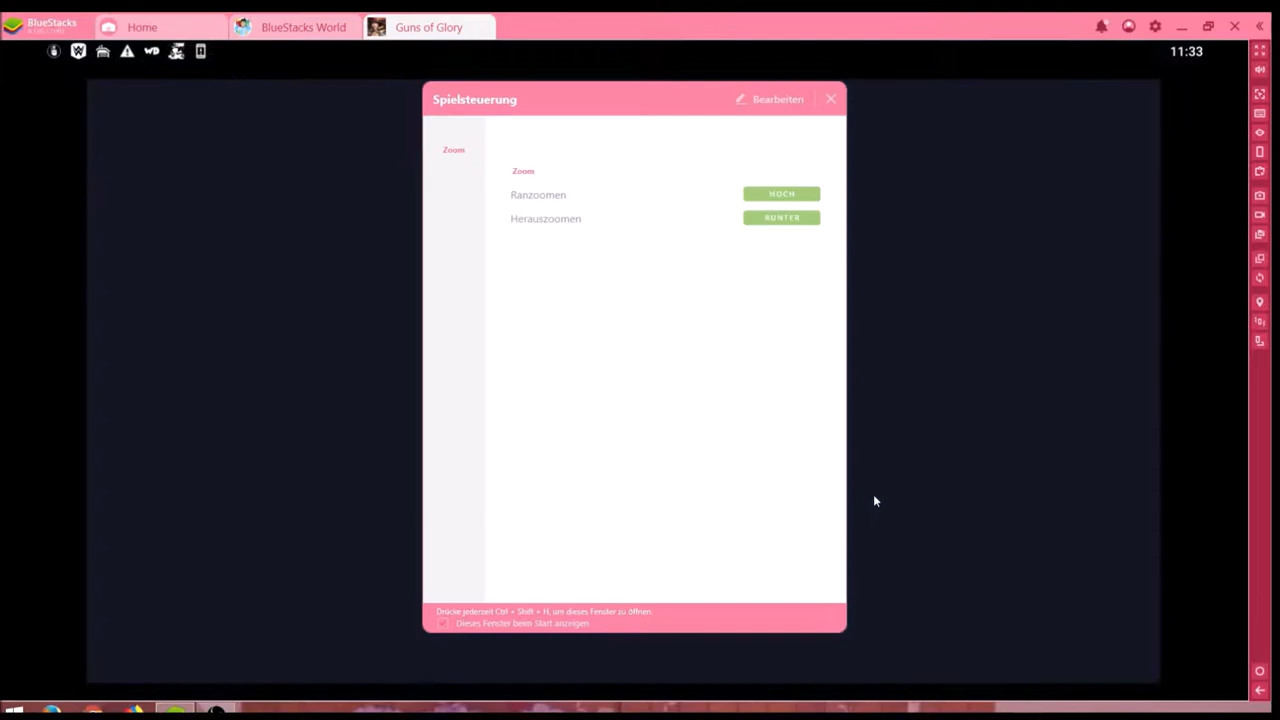 BlueStacks
Home
BlueStacks World
Guns of Glory
11:33
Spielsteuerung
Bearbeiten
Zoom
Zoom
Ranzoomen
HOCH
Herauszoomen
RUNTER
Drücke jederzeit Ctrl + Shift + H, um dieses Fenster zu öffnen.
Dieses Fenster beim Start anzeigen